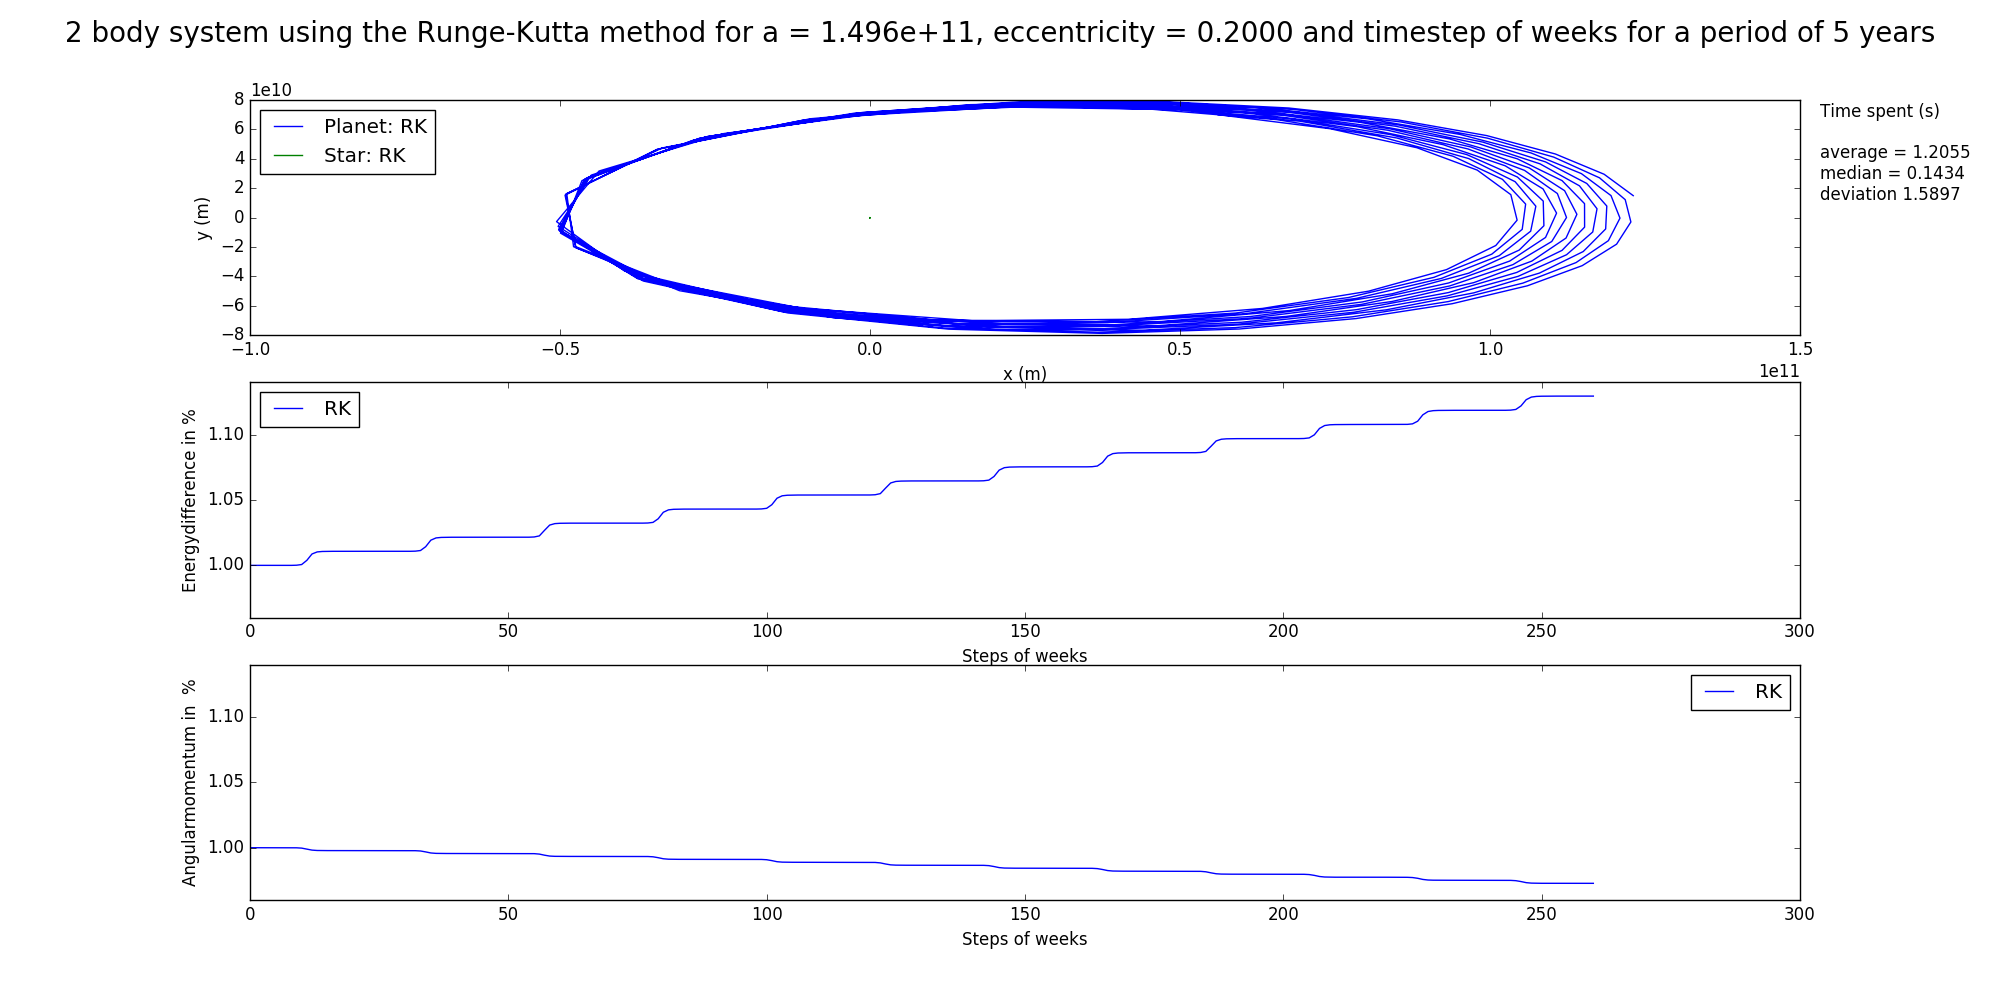 2 body system using the Runge-Kutta method for a = 1.496e+11, eccentricity = 0.2000 and timestep of weeks for a period of 5 years
1e10
8
6
4
2
0
−2
−4
−6
−8
y (m)
Planet: RK
Star: RK
−1.0
−0.5
0.0
0.5
1.0
1.5
x (m)
1e11
Time spent (s)
average = 1.2055
median = 0.1434
deviation 1.5897
Energydifference in %
1.10
1.05
1.00
RK
0
50
100
150
200
250
300
Steps of weeks
Angularmomentum in %
1.10
1.05
1.00
RK
0
50
100
150
200
250
300
Steps of weeks